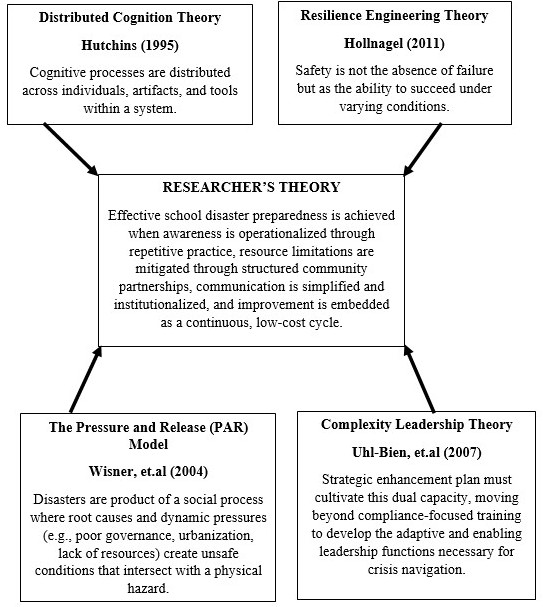 Distributed Cognition Theory
Hutchins (1995)
Cognitive processes are distributed
across individuals, artifacts, and tools
within a system.
Resilience Engineering Theory
Hollnagel (2011)
Safety is not the absence of failure
but as the ability to succeed under
varying conditions.
RESEARCHER'S THEORY
Effective school disaster preparedness is achieved
when awareness is operationalized through
repetitive practice, resource limitations are
mitigated through structured community
partnerships, communication is simplified and
institutionalized, and improvement is embedded
as a continuous, low-cost cycle.
The Pressure and Release (PAR)
Model
Wisner, et.al (2004)
Disasters are product of a social process
where root causes and dynamic pressures
(e.g., poor governance, urbanization,
lack of resources) create unsafe
conditions that intersect with a physical
hazard.
Complexity Leadership Theory
Uhl-Bien, et.al (2007)
Strategic enhancement plan must
cultivate this dual capacity, moving
beyond compliance-focused training
to develop the adaptive and enabling
leadership functions necessary for
crisis navigation.